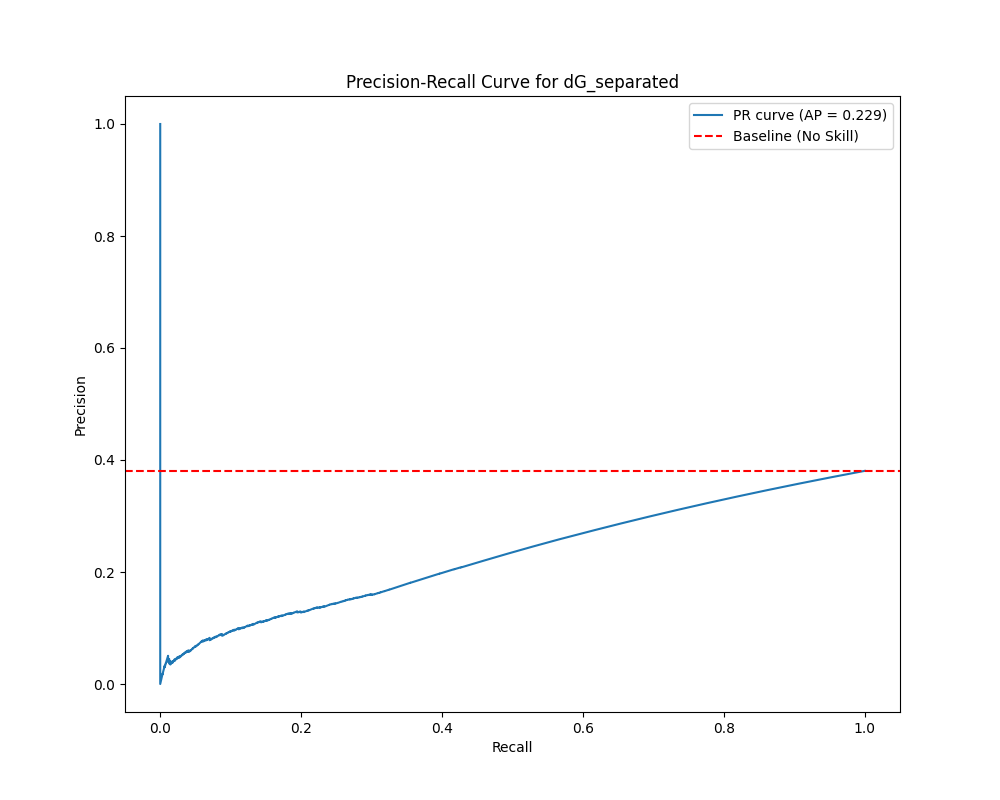 Precision-Recall Curve for dG_separated
PR curve (AP = 0.229)
Baseline (No Skill)
Precision
1.0
0.8
0.6
0.4
0.2
0.0
0.0 0.2 0.4 0.6 0.8 1.0
Recall